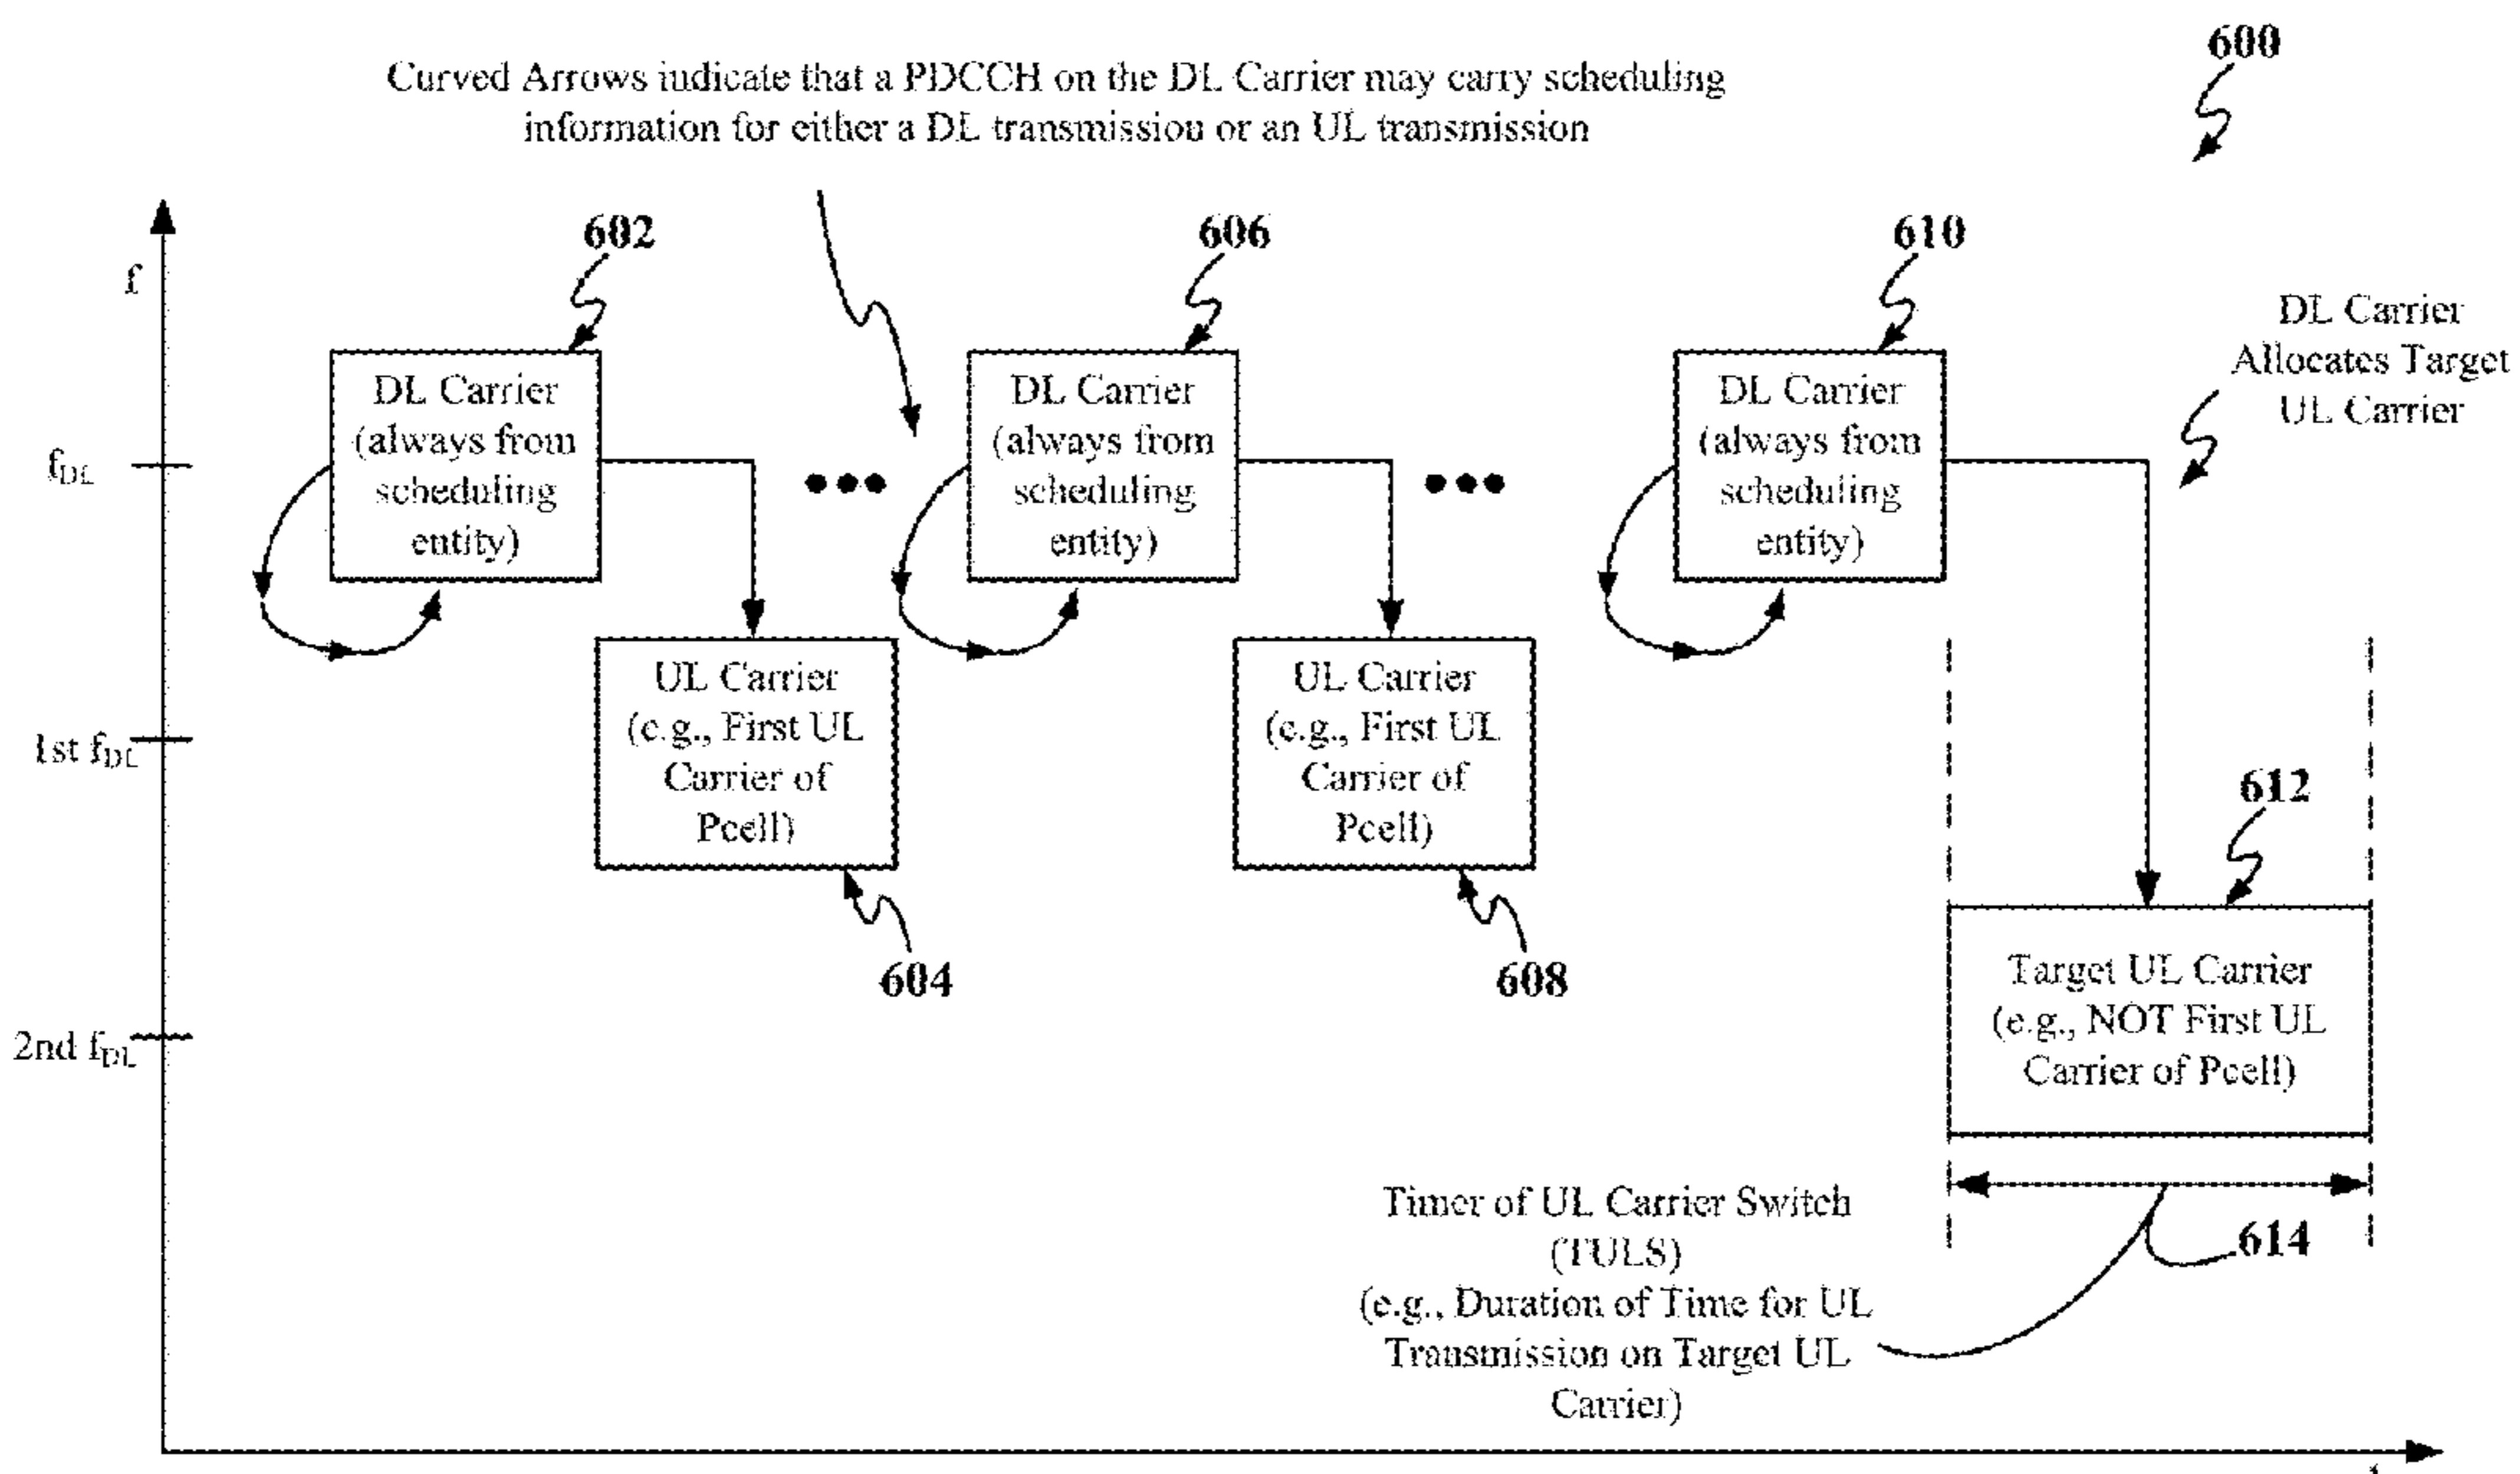 600
Curved Arrows indicate that a PDCCH on the DL Carrier may carry scheduling
information for either a DL transmission or an UL transmission
602
606
610
f
DL Carrier
Allocates Target
UL Carrier
DL Carrier
(always from
scheduling
entity)
DL Carrier
(always from
scheduling
entity)
DL Carrier
(always from
scheduling
entity)
fDL
•••
•••
UL Carrier
(e.g., First UL
Carrier of
Pcell)
UL Carrier
(e.g., First UL
Carrier of
Pcell)
1st fDL
612
604
608
Target UL Carrier
(e.g., NOT First UL
Carrier of Pcell)
2nd fDL
Timer of UL Carrier Switch
(TULS)
(e.g., Duration of Time for UL
Transmission on Target UL
Carrier)
614